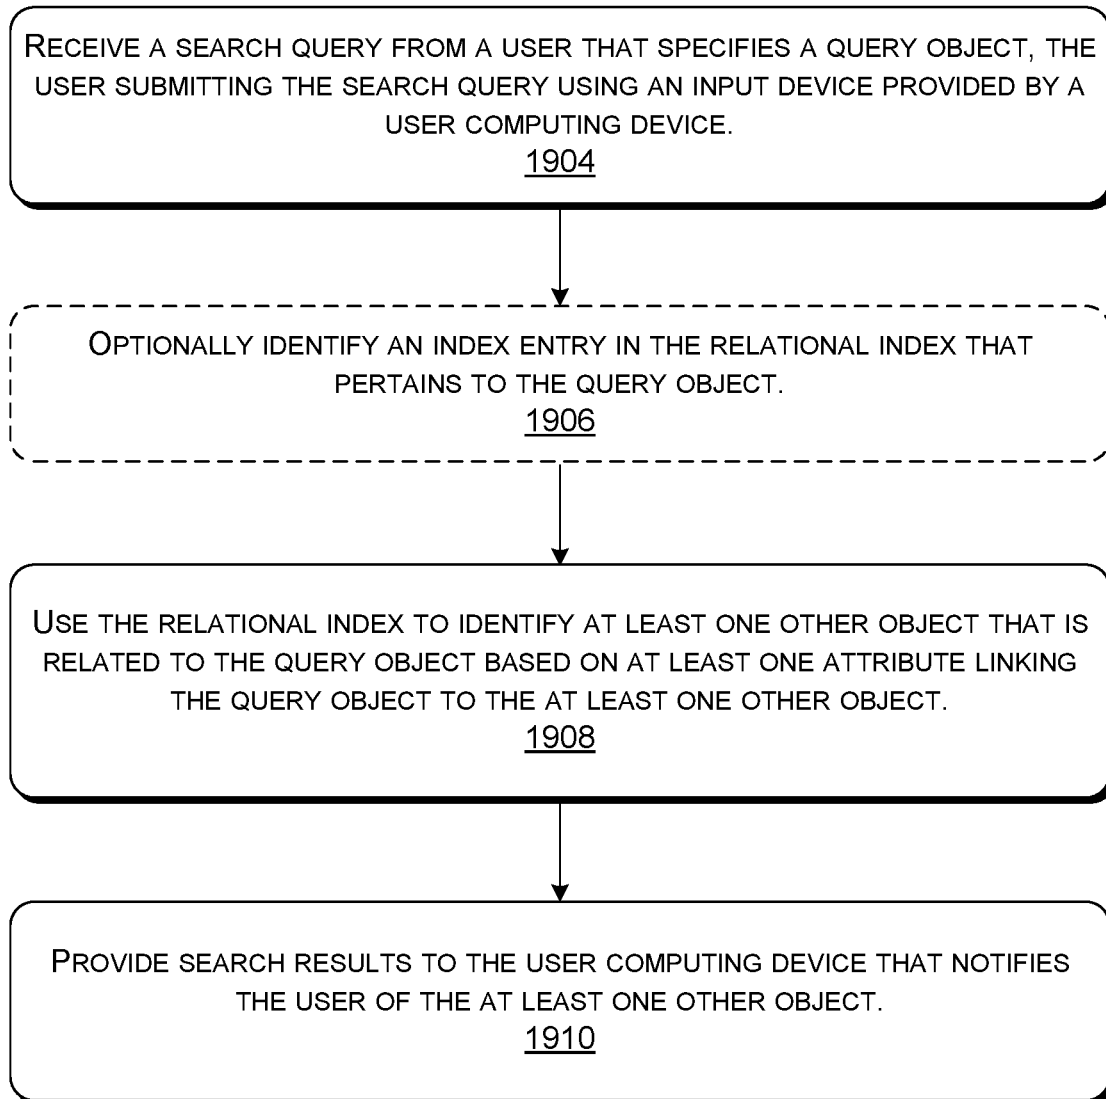 RECEIVE A SEARCH QUERY FROM A USER THAT SPECIFIES A QUERY OBJECT, THE
USER SUBMITTING THE SEARCH QUERY USING AN INPUT DEVICE PROVIDED BY A
USER COMPUTING DEVICE.
1904
OPTIONALLY IDENTIFY AN INDEX ENTRY IN THE RELATIONAL INDEX THAT
PERTAINS TO THE QUERY OBJECT.
1906
USE THE RELATIONAL INDEX TO IDENTIFY AT LEAST ONE OTHER OBJECT THAT IS
RELATED TO THE QUERY OBJECT BASED ON AT LEAST ONE ATTRIBUTE LINKING
THE QUERY OBJECT TO THE AT LEAST ONE OTHER OBJECT.
1908
PROVIDE SEARCH RESULTS TO THE USER COMPUTING DEVICE THAT NOTIFIES
THE USER OF THE AT LEAST ONE OTHER OBJECT.
1910